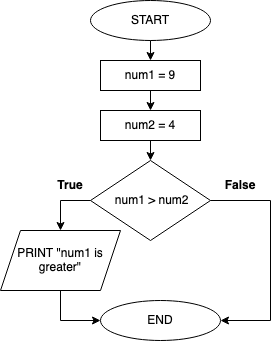 START
num1 = 9
num2 = 4
True
False
num1 > num2
PRINT "num1 is
greater"
END